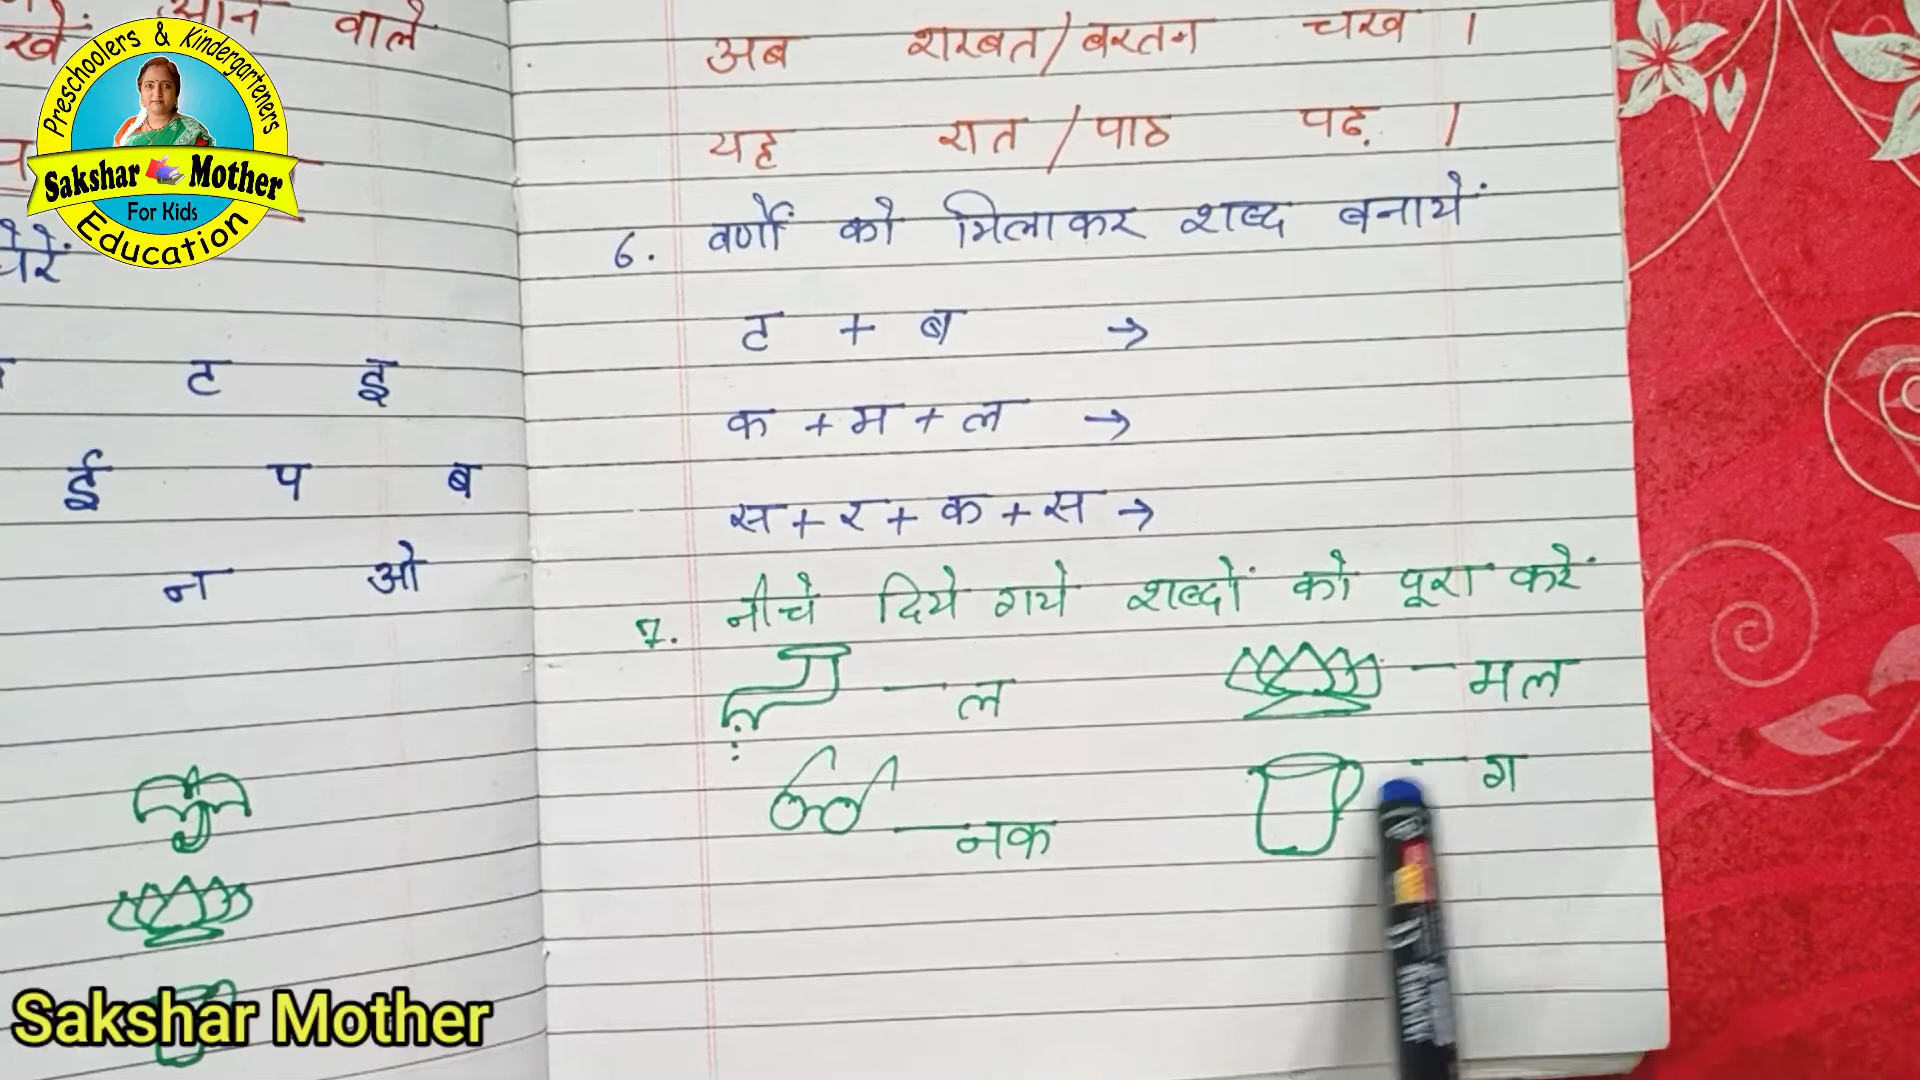 Preschoolers & Kindergarteners
Sakshar Mother
For Kids
Education
वाले
ट इ
ई प ब
न ओ
अब शरबत/बरतन चख ।
यह रात/पाठ पढ़ ।
6. वर्णों को मिलाकर शब्द बनायें
ट + ब →
क + म + ल →
स + र + क + स →
7. नीचे दिये गये शब्दों को पूरा करें
— ल — मल
— नक — ग
Sakshar Mother